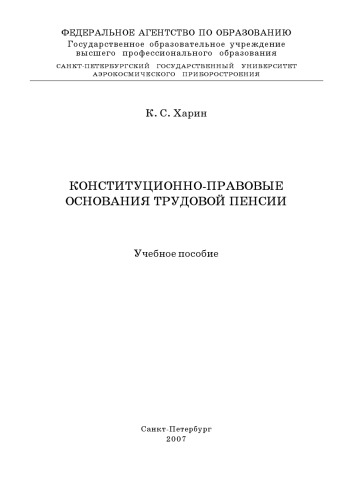 ФЕДЕРАЛЬНОЕ АГЕНТСТВО ПО ОБРАЗОВАНИЮ
Государственное образовательное учреждение
высшего профессионального образования
САНКТ-ПЕТЕРБУРГСКИЙ ГОСУДАРСТВЕННЫЙ УНИВЕРСИТЕТ
АЭРОКОСМИЧЕСКОГО ПРИБОРОСТРОЕНИЯ
К. С. Харин
КОНСТИТУЦИОННО-ПРАВОВЫЕ
ОСНОВАНИЯ ТРУДОВОЙ ПЕНСИИ
Учебное пособие
Санкт-Петербург
2007